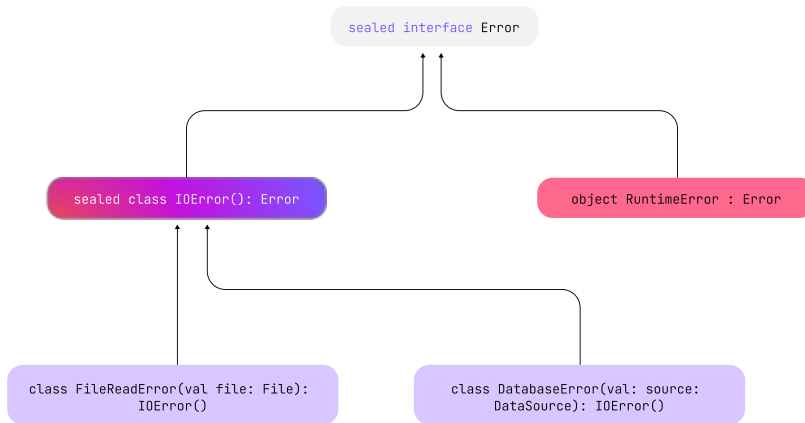 sealed interface Error
sealed class IOError(): Error
object RuntimeError : Error
class FileReadError(val file: File):
IOError()
class DatabaseError(val: source:
DataSource): IOError()